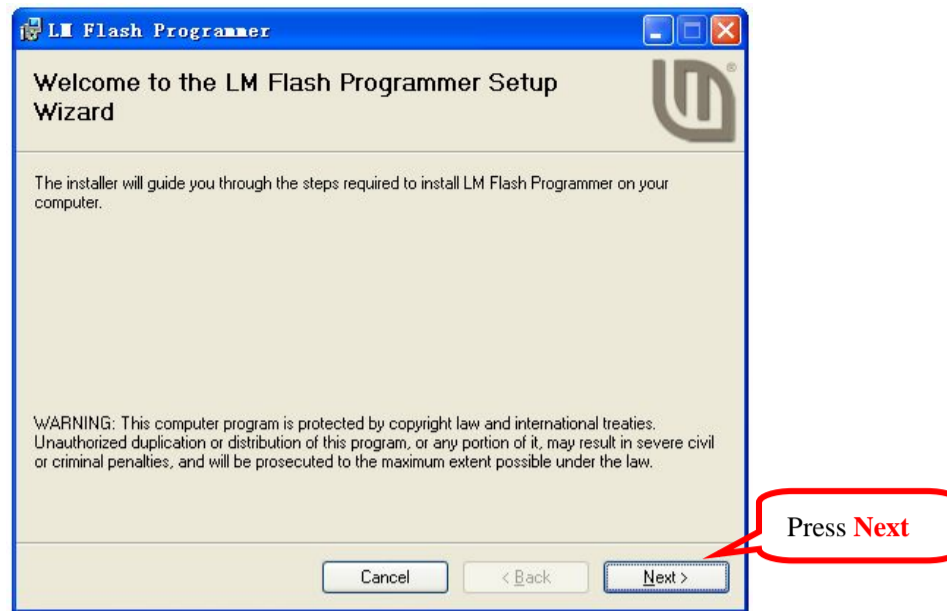 LM Flash Programmer
Welcome to the LM Flash Programmer Setup
Wizard
The installer will guide you through the steps required to install LM Flash Programmer on your
computer.
WARNING: This computer program is protected by copyright law and international treaties.
Unauthorized duplication or distribution of this program, or any portion of it, may result in severe civil
or criminal penalties, and will be prosecuted to the maximum extent possible under the law.
Press Next
Cancel
< Back
Next >